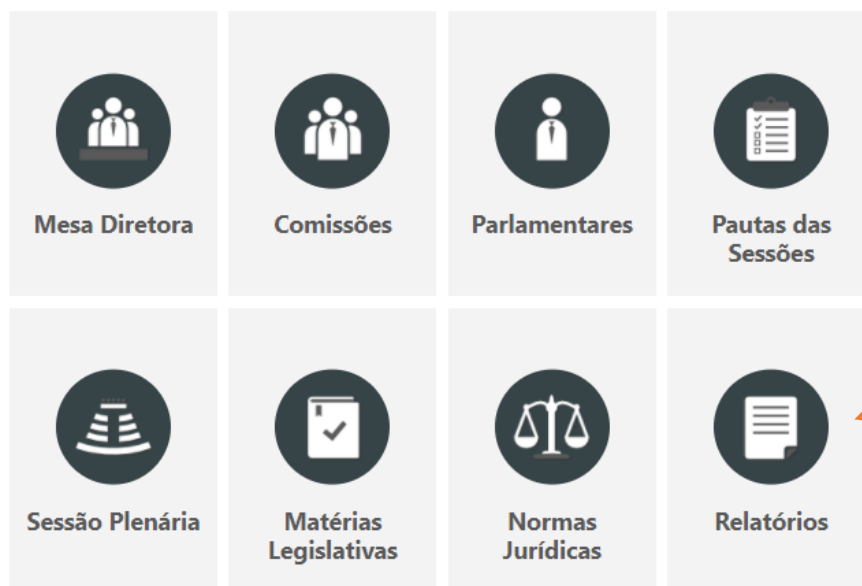 Mesa Diretora
Comissões
Parlamentares
Pautas das
Sessões
Sessão Plenária
Matérias
Legislativas
Normas
Jurídicas
Relatórios